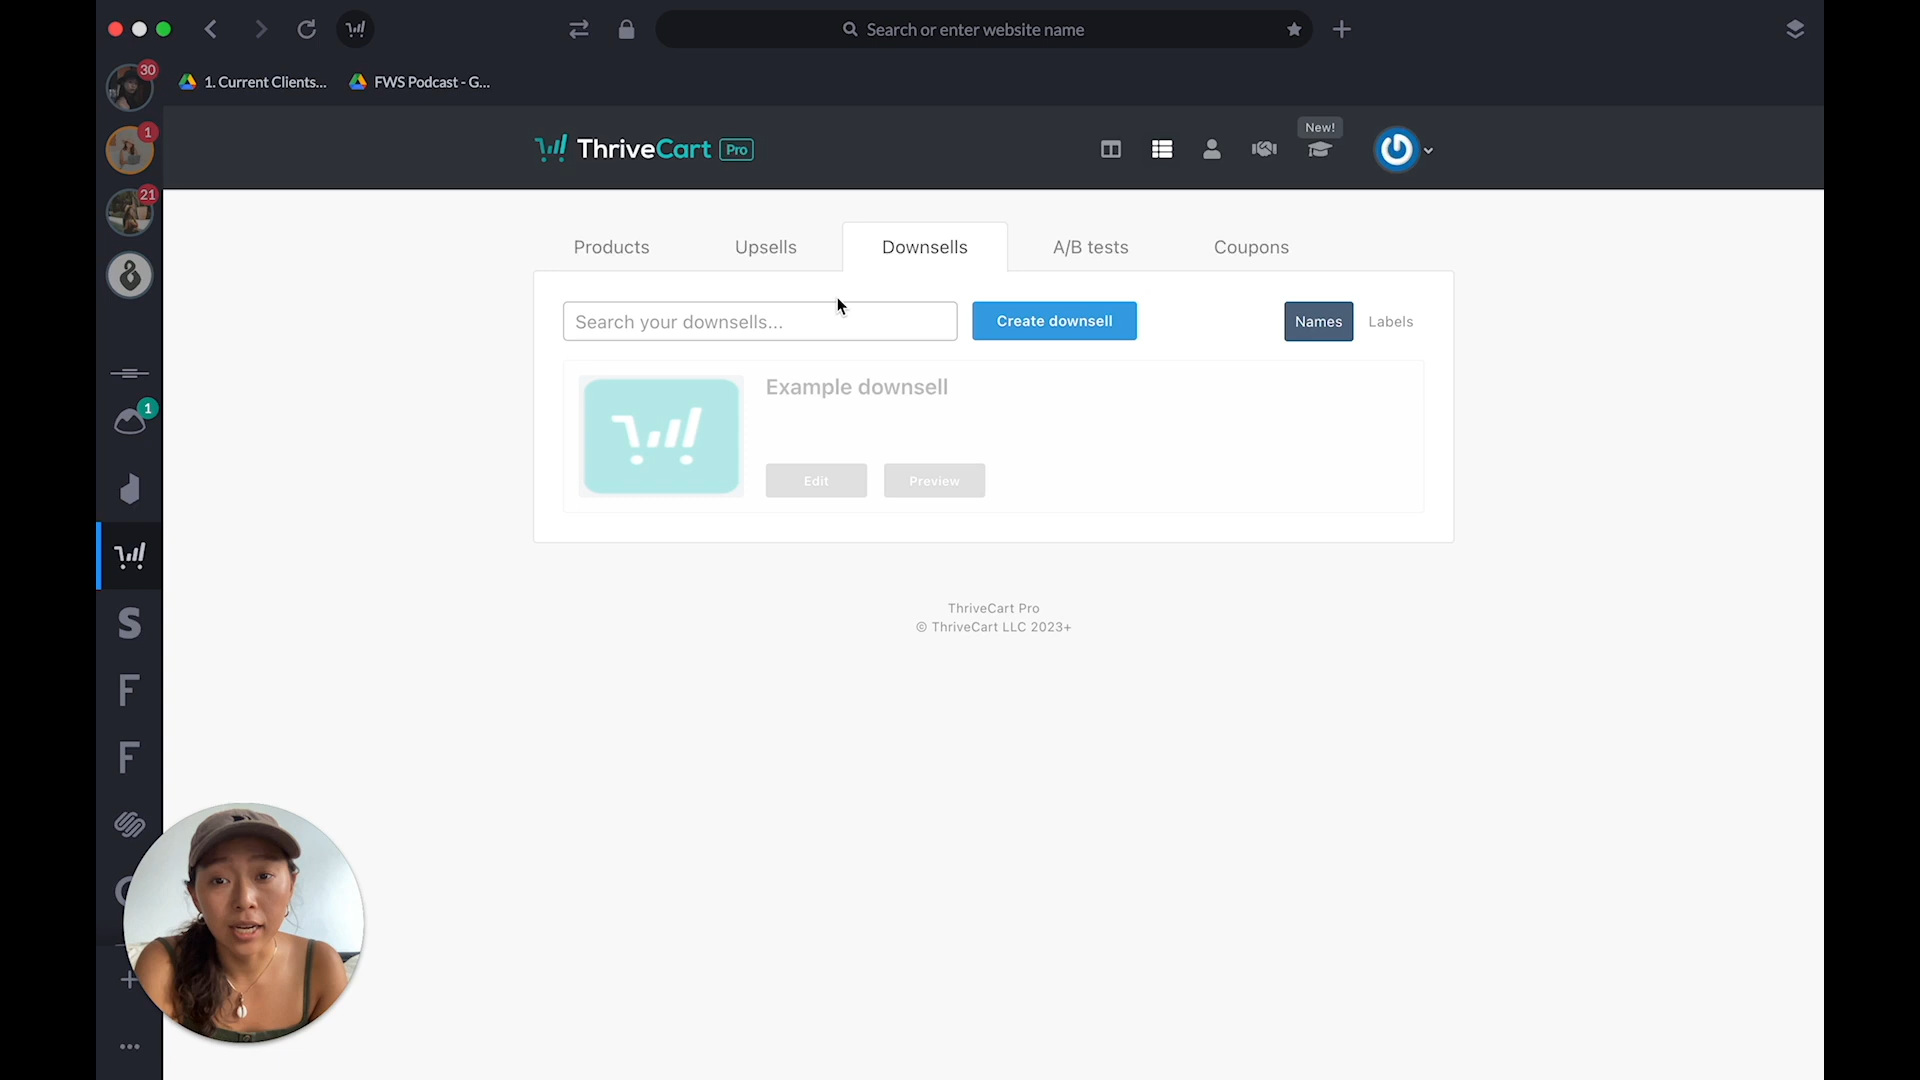 Search or enter website name
30
1. Current Clients...
FWS Podcast - G...
1
21
1
S
F
F
ThriveCart Pro
New!
Products
Upsells
Downsells
A/B tests
Coupons
Search your downsells...
Create downsell
Names
Labels
Example downsell
Edit
Preview
ThriveCart Pro
© ThriveCart LLC 2023+